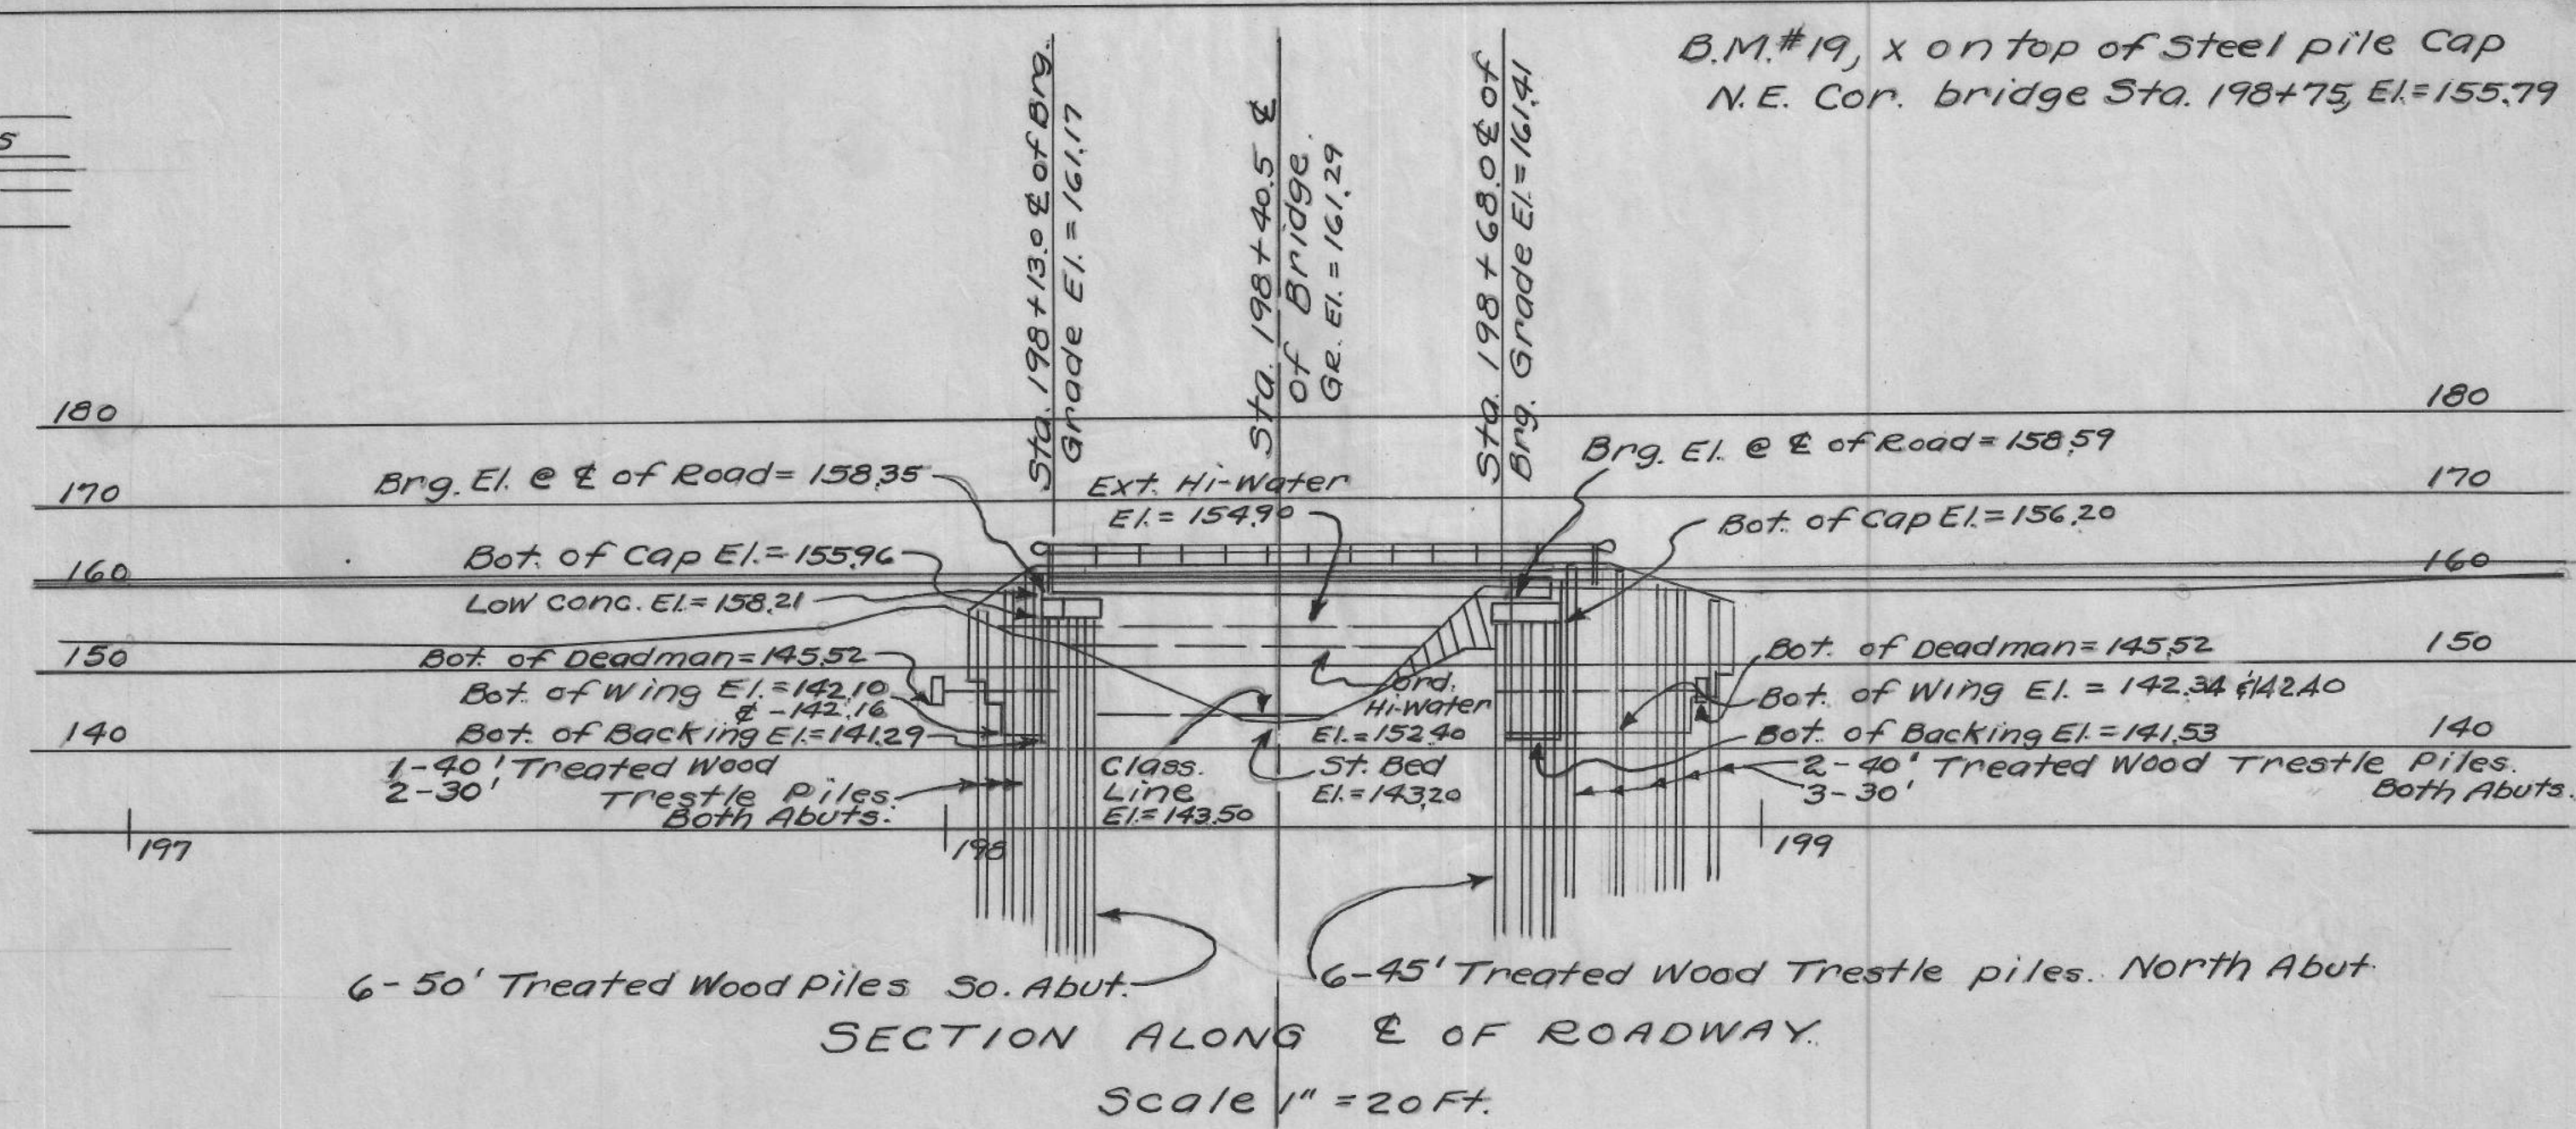 B.M.#19, x on top of Steel pile Cap
N.E. Cor. bridge Sta. 198+75, El.=155.79
5
Sta. 198+13.0 ℄ of Brg.
Grade El. = 161.17
Sta. 198+40.5 ℄
of Bridge
GR. El. = 161.29
Sta. 198+68.0 ℄ of
Brg. Grade El.=161.41
180
180
Brg. El. @ ℄ of Road = 158.59
Brg. El. @ ℄ of Road= 158.35
170
170
Ext. Hi-Water
El.= 154.90
Bot. of Cap El.=156.20
Bot. of Cap El.=155.96
160
160
Low Conc. El.=158.21
150
150
Bot. of Deadman=145.52
Bot. of Deadman=145.52
Bot. of Wing El.=142.10
& -142.16
Bot. of Wing El. = 142.34 & 142.40
Ord.
Hi-Water
El.=152.40
140
140
Bot. of Backing El.=141.29
Bot. of Backing El.=141.53
1-40' Treated Wood
2-30' Trestle Piles.
Both Abuts.
Class.
Line
El.=143.50
St. Bed
El.=143.20
2-40' Treated Wood Trestle Piles.
3-30' Both Abuts.
197
198
199
6-50' Treated Wood Piles So. Abut.
6-45' Treated Wood Trestle piles. North Abut.
SECTION ALONG ℄ OF ROADWAY.
Scale 1" = 20 Ft.